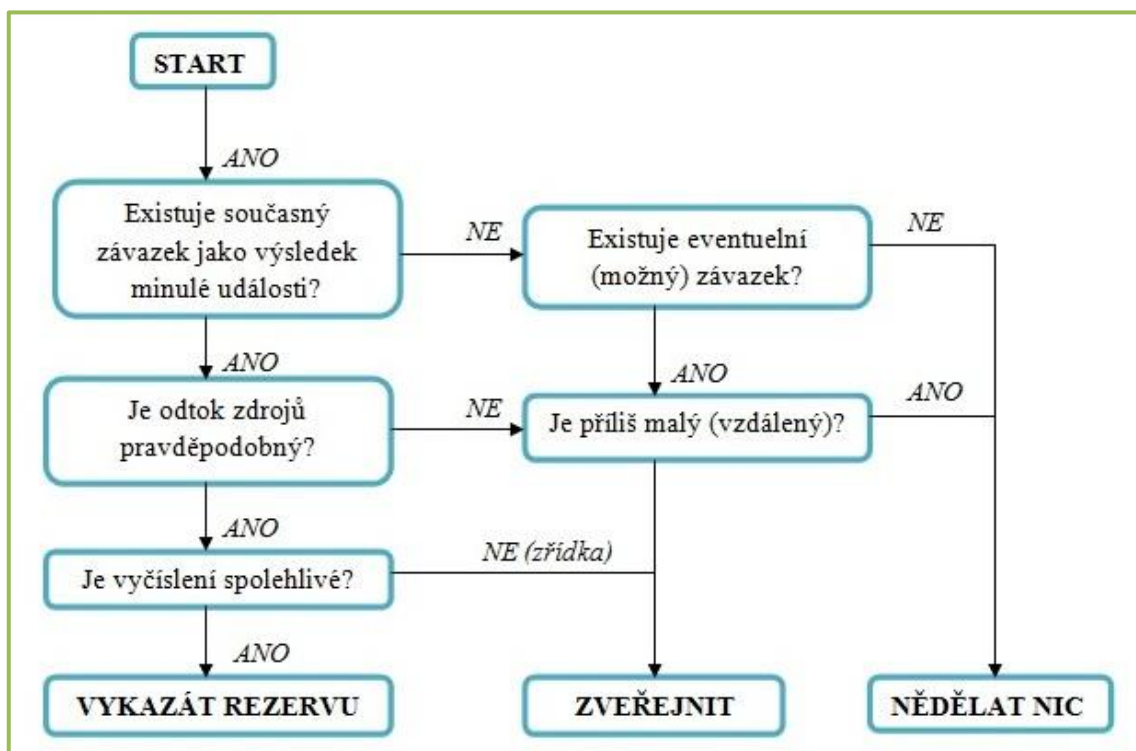 START
ANO
Existuje současný
závazek jako výsledek
minulé události?
NE
Existuje eventuelní
(možný) závazek?
NE
ANO
ANO
Je odtok zdrojů
pravděpodobný?
NE
Je příliš malý (vzdálený)?
ANO
ANO
Je vyčíslení spolehlivé?
NE (zřídka)
ANO
VYKAZÁT REZERVU
ZVEŘEJNIT
NĚDĚLAT NIC